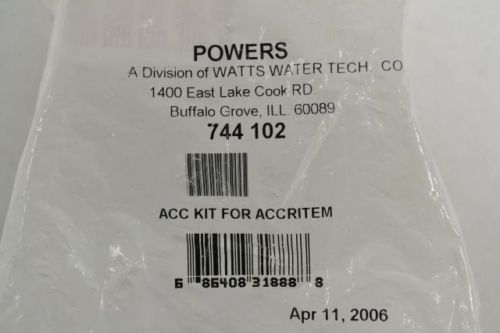 POWERS
A Division of WATTS WATER TECH. CO
1400 East Lake Cook RD
Buffalo Grove, ILL. 60089
744 102
ACC KIT FOR ACCRITEM
6 86408 31888 8
Apr 11, 2006